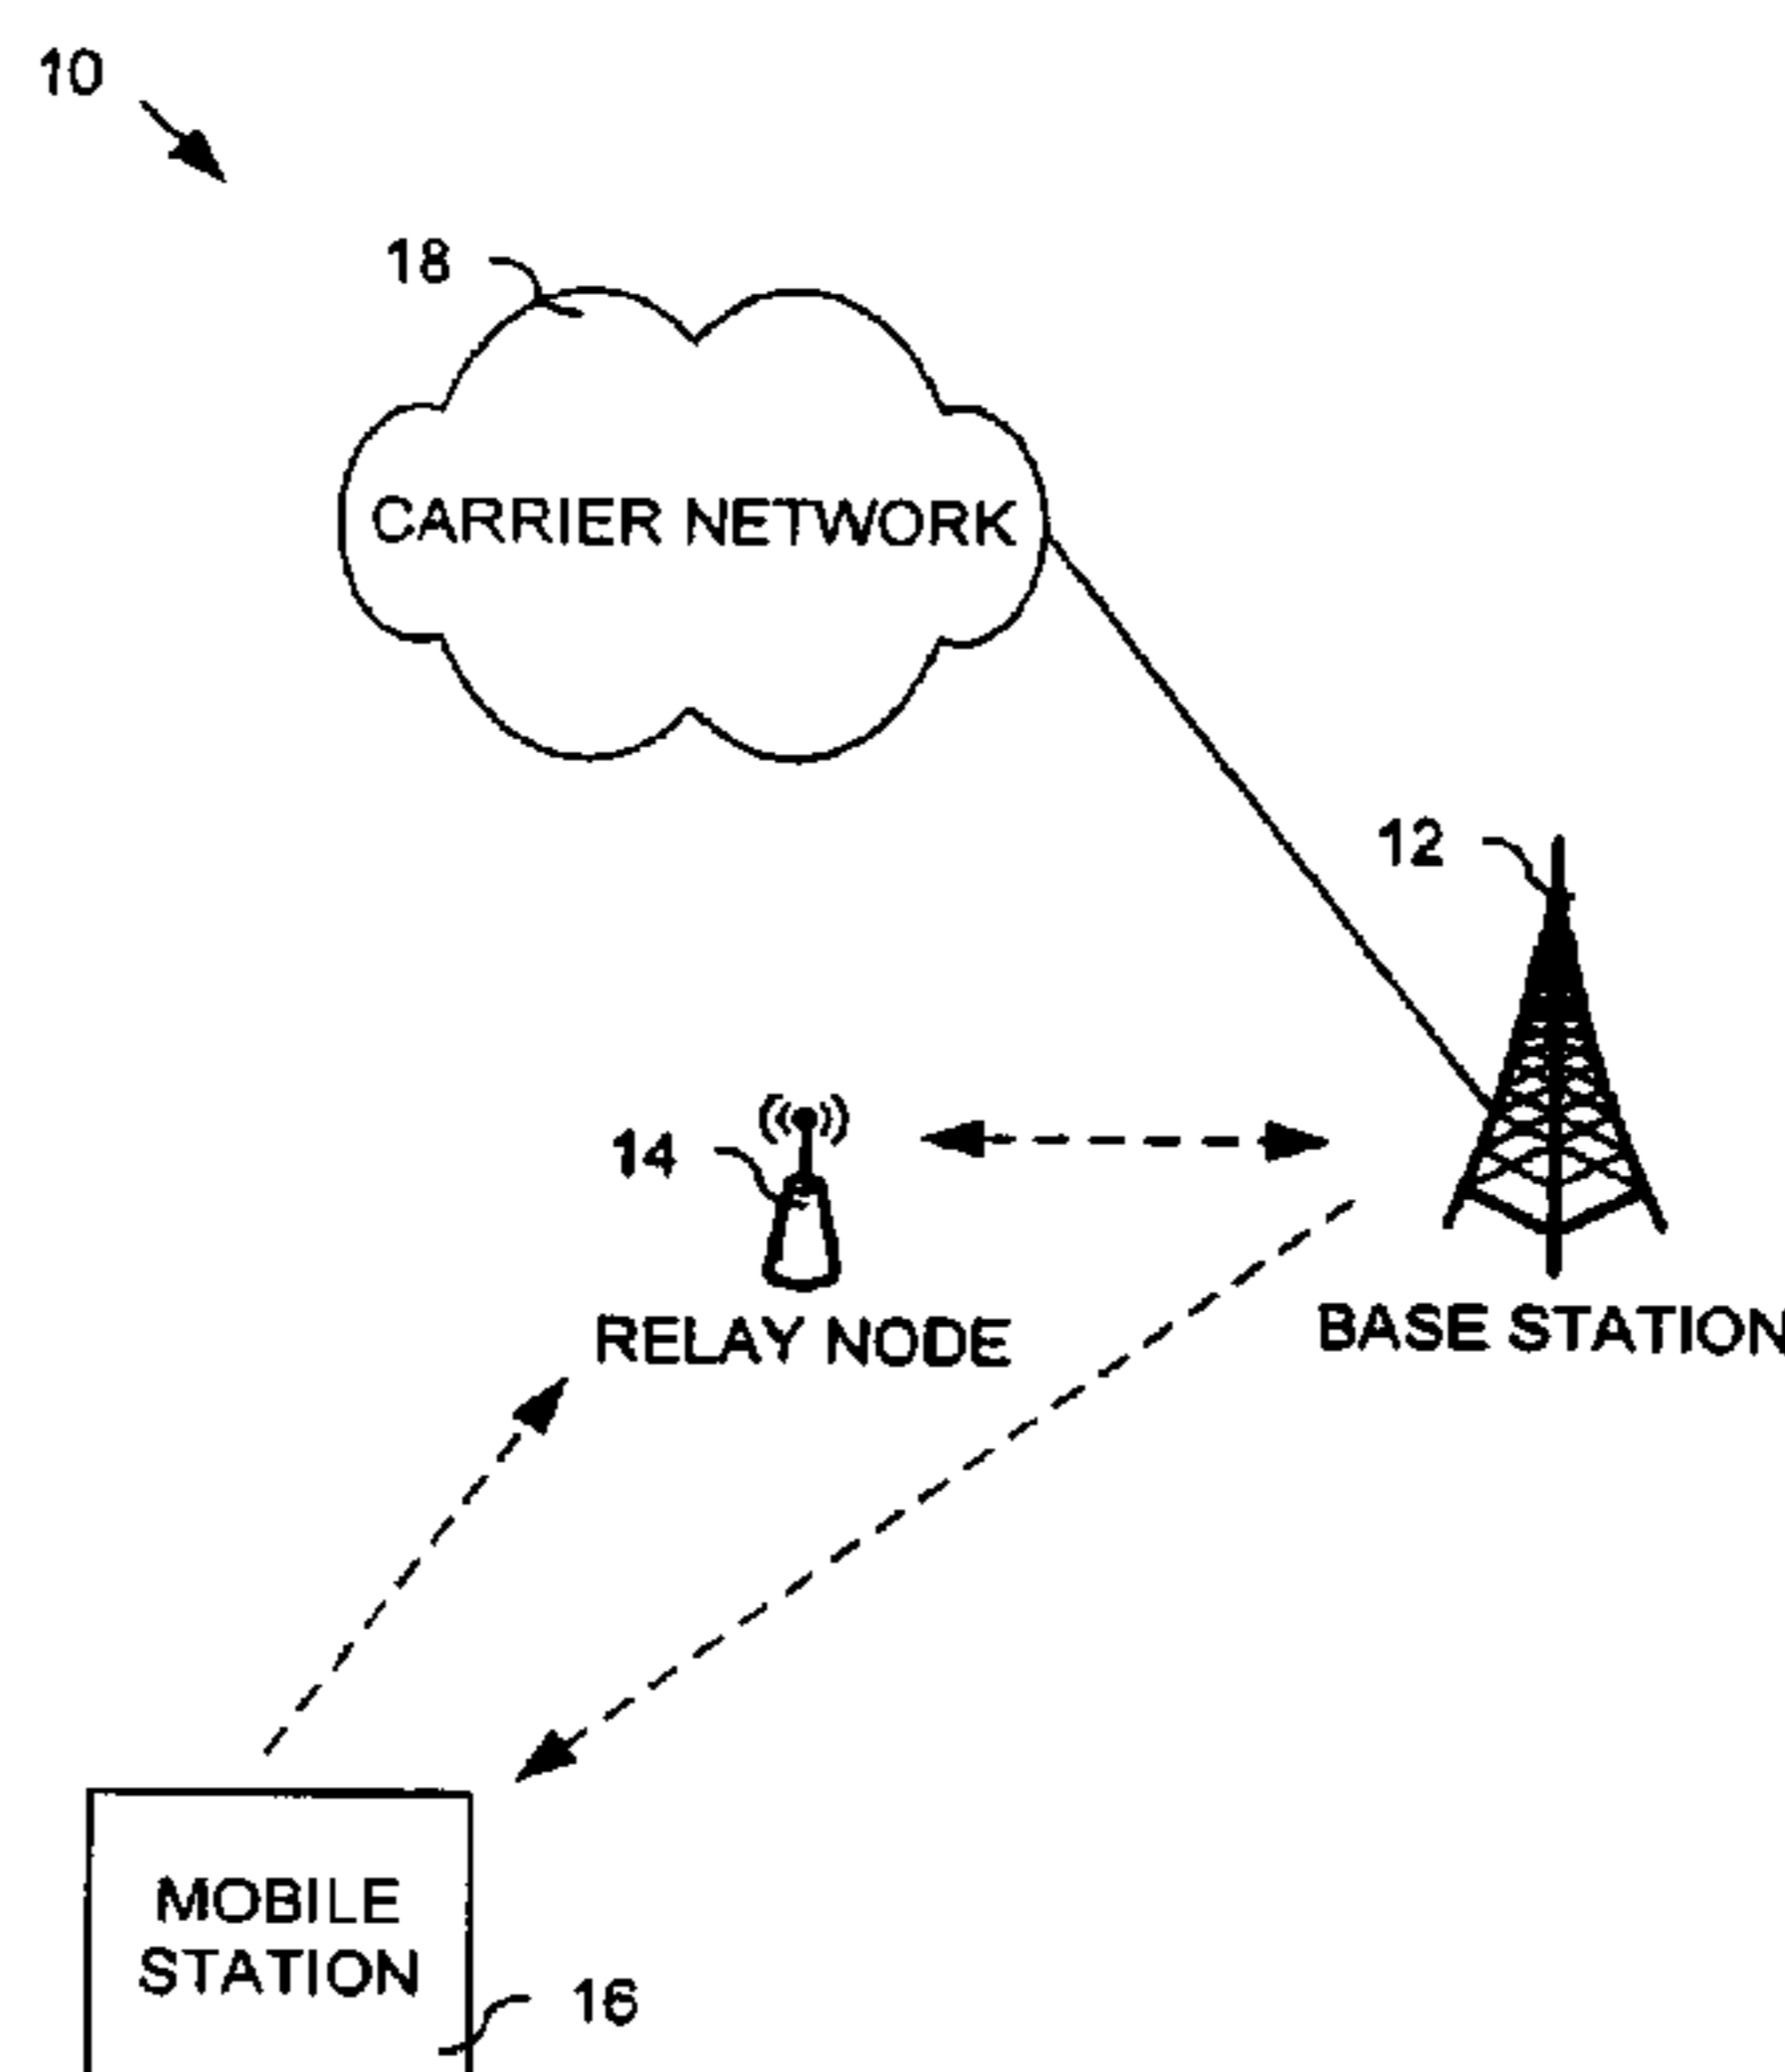 10
18
CARRIER NETWORK
12
14
RELAY NODE
BASE STATION
MOBILE
STATION
16